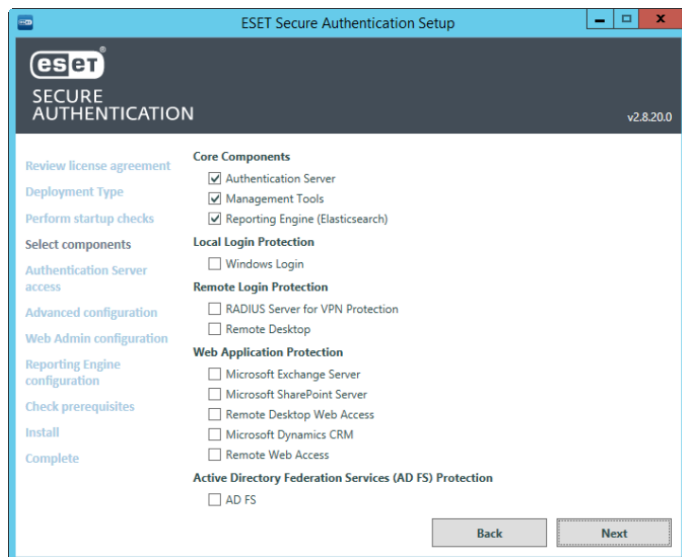 ESET Secure Authentication Setup
eset
SECURE
AUTHENTICATION
v2.8.20.0
Review license agreement
Deployment Type
Perform startup checks
Select components
Authentication Server
access
Advanced configuration
Web Admin configuration
Reporting Engine
configuration
Check prerequisites
Install
Complete
Core Components
Authentication Server
Management Tools
Reporting Engine (Elasticsearch)
Local Login Protection
Windows Login
Remote Login Protection
RADIUS Server for VPN Protection
Remote Desktop
Web Application Protection
Microsoft Exchange Server
Microsoft SharePoint Server
Remote Desktop Web Access
Microsoft Dynamics CRM
Remote Web Access
Active Directory Federation Services (AD FS) Protection
AD FS
Back
Next